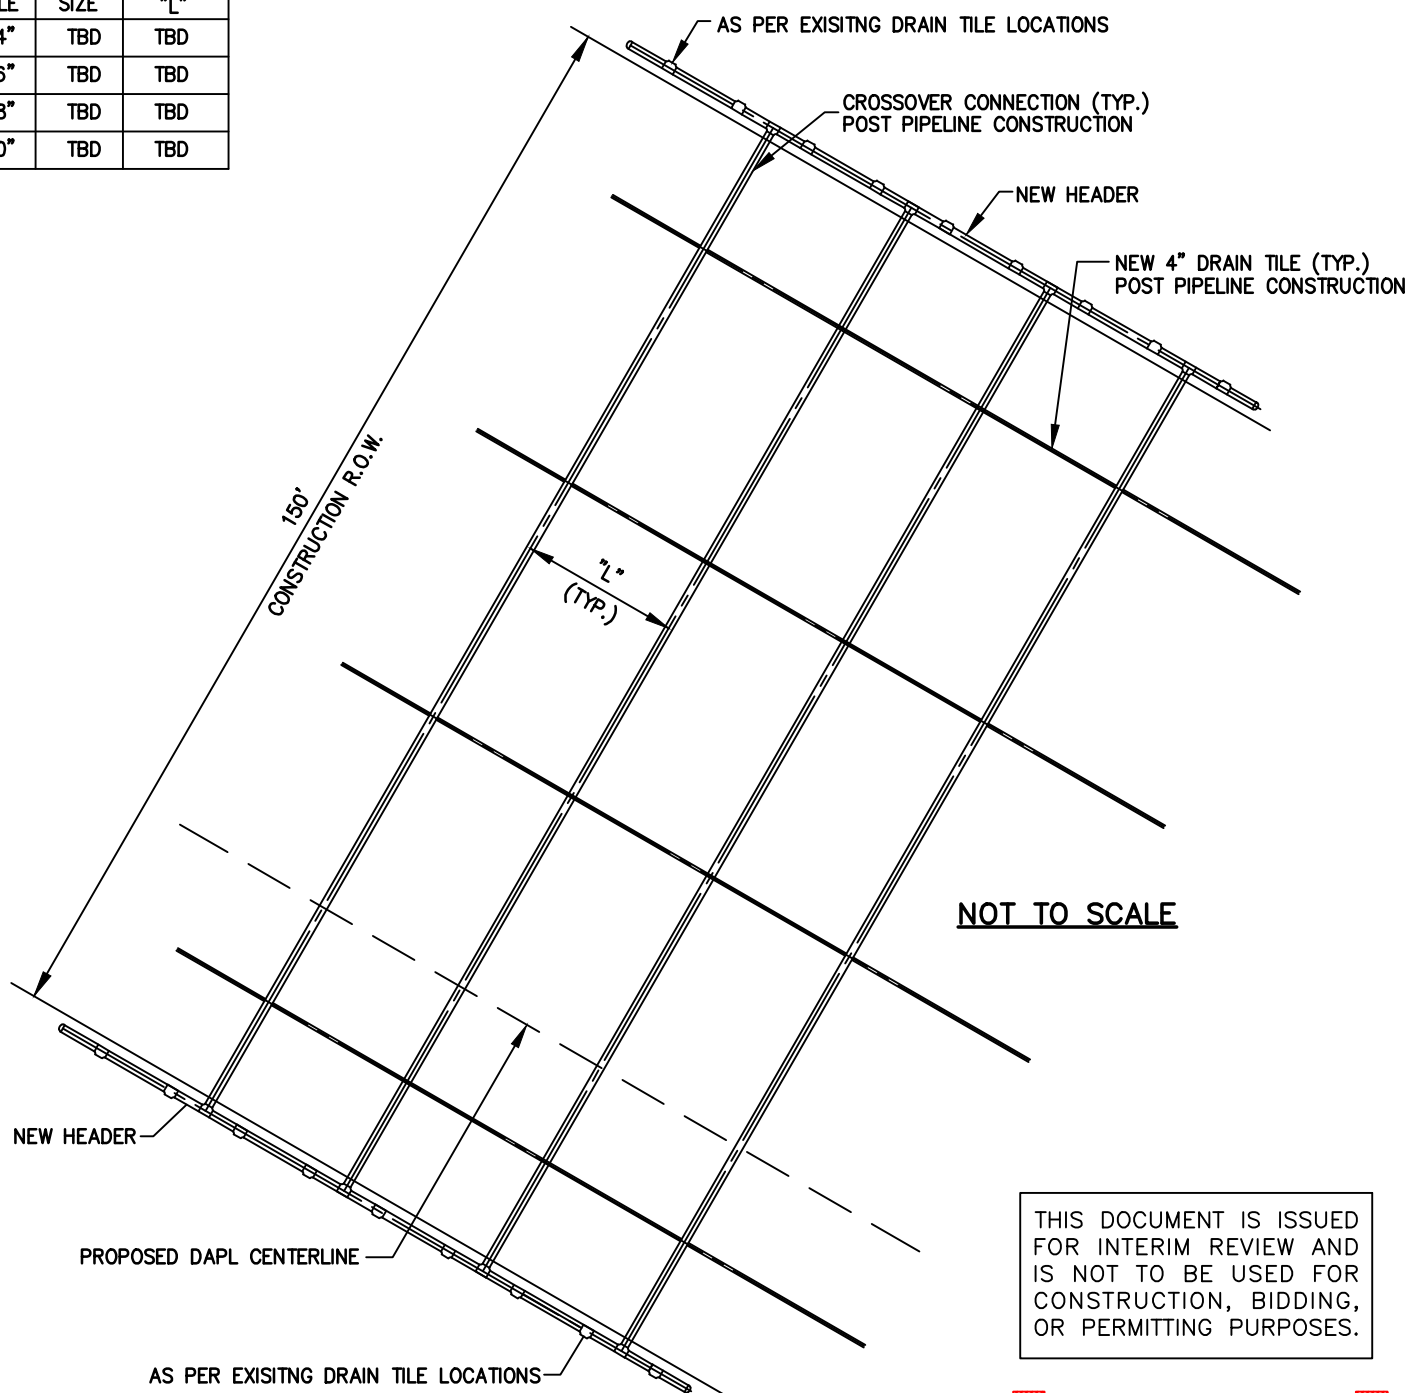 SIZE "L"
4" TBD TBD
6" TBD TBD
8" TBD TBD
0" TBD TBD
AS PER EXISITNG DRAIN TILE LOCATIONS
CROSSOVER CONNECTION (TYP.)
POST PIPELINE CONSTRUCTION
NEW HEADER
NEW 4" DRAIN TILE (TYP.)
POST PIPELINE CONSTRUCTION
150'
CONSTRUCTION R.O.W.
"L"
(TYP.)
NOT TO SCALE
NEW HEADER
PROPOSED DAPL CENTERLINE
AS PER EXISITNG DRAIN TILE LOCATIONS
THIS DOCUMENT IS ISSUED
FOR INTERIM REVIEW AND
IS NOT TO BE USED FOR
CONSTRUCTION, BIDDING,
OR PERMITTING PURPOSES.